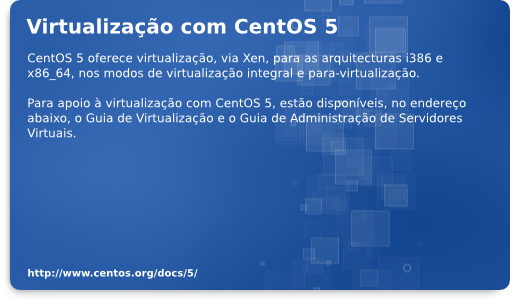 Virtualização com CentOS 5
CentOS 5 oferece virtualização, via Xen, para as arquiteturas i386 e
x86_64, nos modos de virtualização integral e para-virtualização.
Para apoio à virtualização com CentOS 5, estão disponíveis, no endereço
abaixo, o Guia de Virtualização e o Guia de Administração de Servidores
Virtuais.
http://www.centos.org/docs/5/